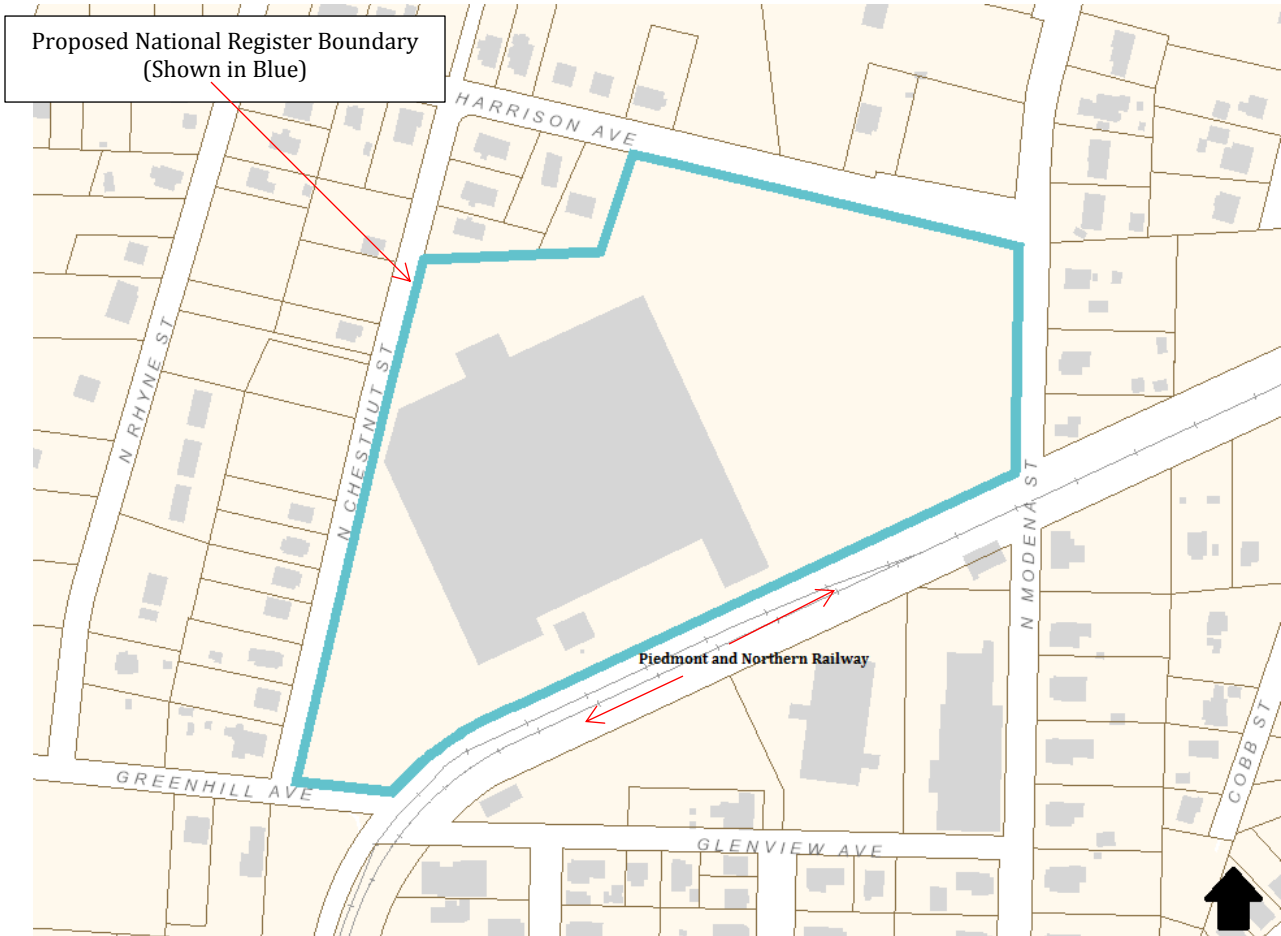 Proposed National Register Boundary
(Shown in Blue)
HARRISON AVE
N RHYNE ST
N CHESTNUT ST
N MODENA ST
Piedmont and Northern Railway
COBB ST
GREENHILL AVE
GLENVIEW AVE